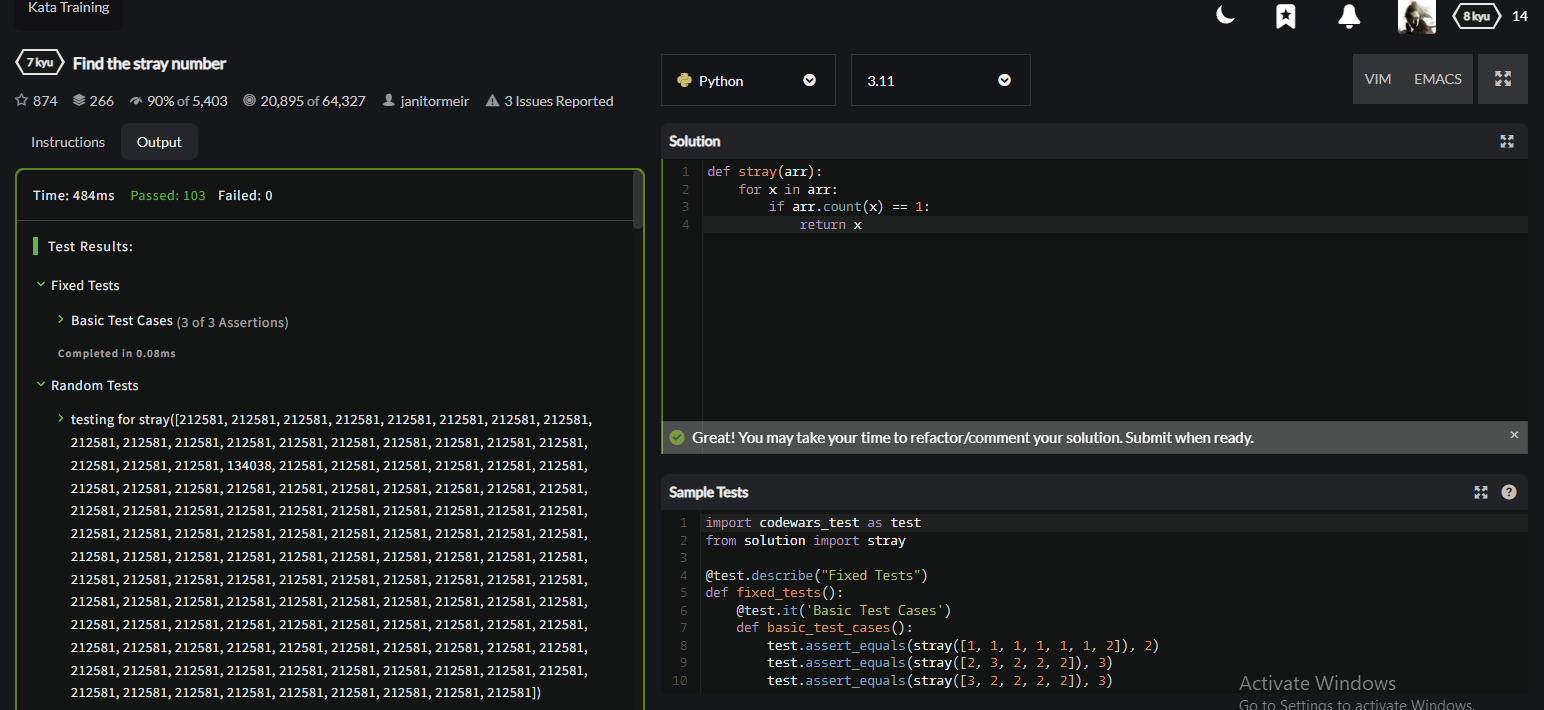 Kata Training
8 kyu 14
7 kyu Find the stray number
874 266 90% of 5,403 20,895 of 64,327 janitormeir 3 Issues Reported
Instructions Output
Time: 484ms Passed: 103 Failed: 0
Test Results:
Fixed Tests
Basic Test Cases (3 of 3 Assertions)
Completed in 0.08ms
Random Tests
testing for stray([212581, 212581, 212581, 212581, 212581, 212581, 212581, 212581,
212581, 212581, 212581, 212581, 212581, 212581, 212581, 212581, 212581, 212581,
212581, 212581, 212581, 134038, 212581, 212581, 212581, 212581, 212581, 212581,
212581, 212581, 212581, 212581, 212581, 212581, 212581, 212581, 212581, 212581,
212581, 212581, 212581, 212581, 212581, 212581, 212581, 212581, 212581, 212581,
212581, 212581, 212581, 212581, 212581, 212581, 212581, 212581, 212581, 212581,
212581, 212581, 212581, 212581, 212581, 212581, 212581, 212581, 212581, 212581,
212581, 212581, 212581, 212581, 212581, 212581, 212581, 212581, 212581, 212581,
212581, 212581, 212581, 212581, 212581, 212581, 212581, 212581, 212581, 212581,
212581, 212581, 212581, 212581, 212581, 212581, 212581, 212581, 212581, 212581,
212581, 212581, 212581, 212581, 212581, 212581, 212581, 212581, 212581, 212581,
212581, 212581, 212581, 212581, 212581, 212581, 212581, 212581, 212581, 212581,
212581, 212581, 212581, 212581, 212581, 212581, 212581, 212581, 212581])
Python 3.11 VIM EMACS
Solution
1 def stray(arr):
2 for x in arr:
3 if arr.count(x) == 1:
4 return x
Great! You may take your time to refactor/comment your solution. Submit when ready.
Sample Tests
1 import codewars_test as test
2 from solution import stray
3
4 @test.describe("Fixed Tests")
5 def fixed_tests():
6 @test.it('Basic Test Cases')
7 def basic_test_cases():
8 test.assert_equals(stray([1, 1, 1, 1, 1, 1, 2]), 2)
9 test.assert_equals(stray([2, 3, 2, 2, 2]), 3)
10 test.assert_equals(stray([3, 2, 2, 2, 2]), 3)
Activate Windows
Go to Settings to activate Windows.